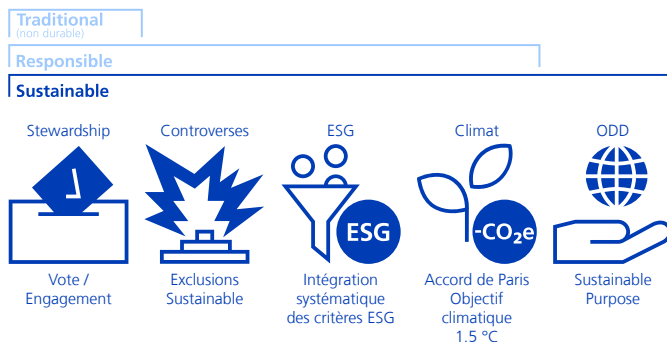 Traditional
(non durable)
Responsible
Sustainable
Stewardship
Controverses
ESG
Climat
ODD
ESG
-CO₂e
Vote /
Engagement
Exclusions
Sustainable
Intégration
systématique
des critères ESG
Accord de Paris
Objectif
climatique
1.5 °C
Sustainable
Purpose